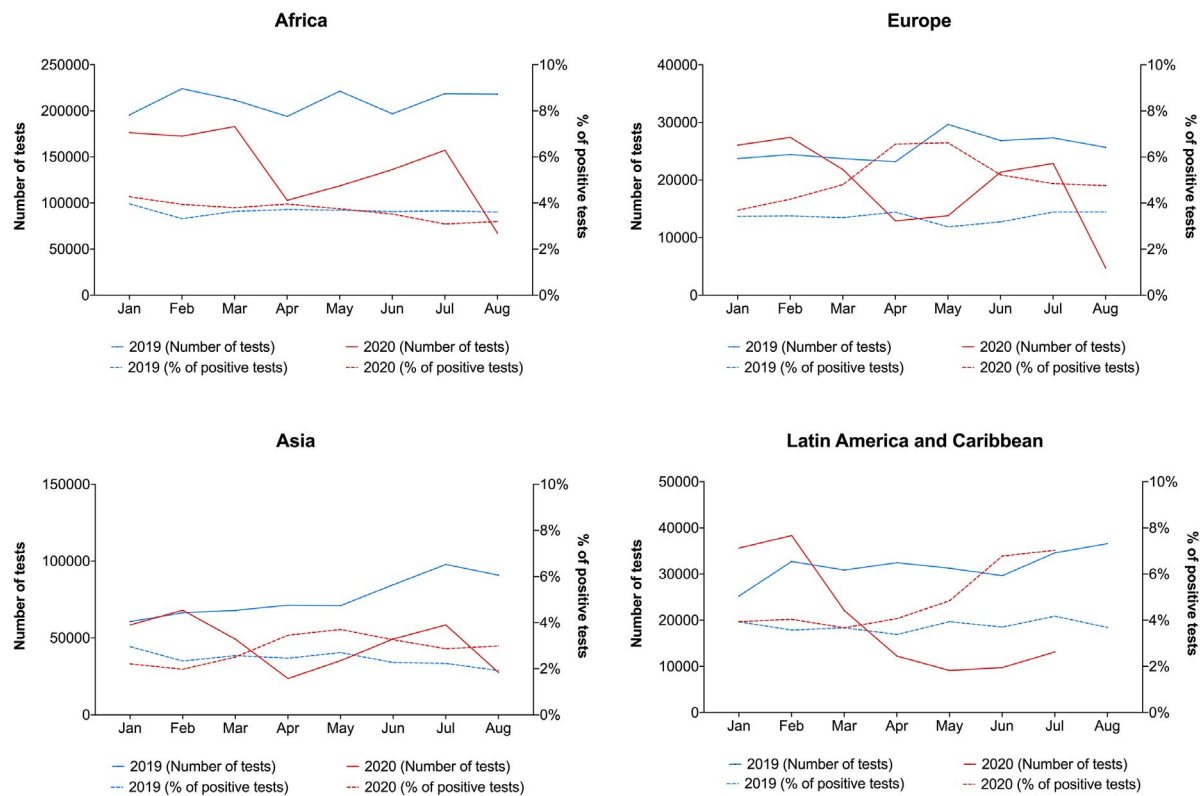 Africa
Number of tests
250000
200000
150000
100000
50000
0
10%
8%
6%
4%
2%
0%
% of positive tests
Jan Feb Mar Apr May Jun Jul Aug
2019 (Number of tests) 2020 (Number of tests)
2019 (% of positive tests) 2020 (% of positive tests)
Europe
Number of tests
40000
30000
20000
10000
0
10%
8%
6%
4%
2%
0%
% of positive tests
Jan Feb Mar Apr May Jun Jul Aug
2019 (Number of tests) 2020 (Number of tests)
2019 (% of positive tests) 2020 (% of positive tests)
Asia
Number of tests
150000
100000
50000
0
10%
8%
6%
4%
2%
0%
% of positive tests
Jan Feb Mar Apr May Jun Jul Aug
2019 (Number of tests) 2020 (Number of tests)
2019 (% of positive tests) 2020 (% of positive tests)
Latin America and Caribbean
Number of tests
50000
40000
30000
20000
10000
0
10%
8%
6%
4%
2%
0%
% of positive tests
Jan Feb Mar Apr May Jun Jul Aug
2019 (Number of tests) 2020 (Number of tests)
2019 (% of positive tests) 2020 (% of positive tests)